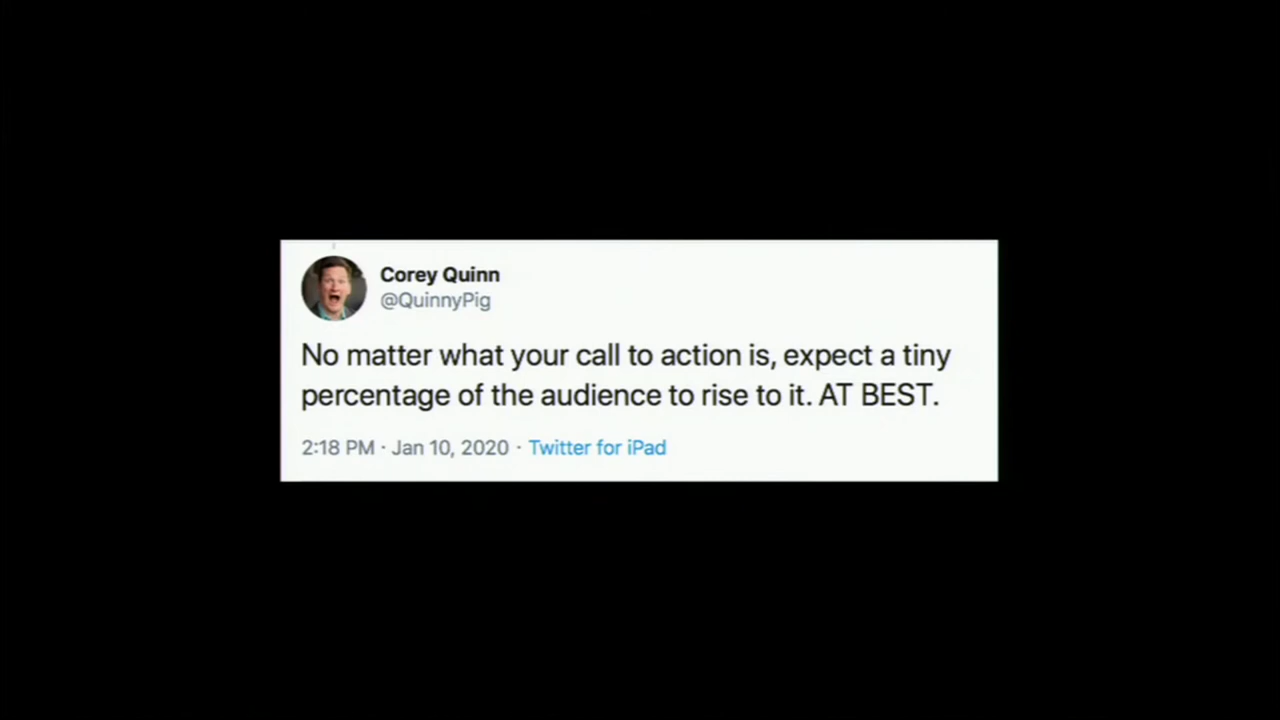 Corey Quinn
@QuinnyPig
No matter what your call to action is, expect a tiny
percentage of the audience to rise to it. AT BEST.
2:18 PM · Jan 10, 2020 · Twitter for iPad